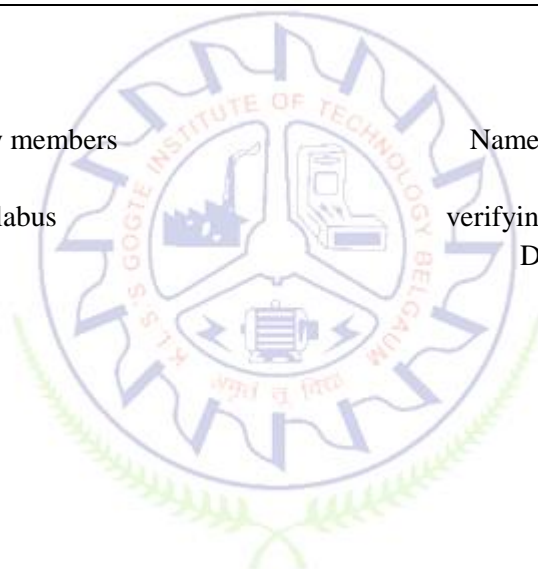 y members Name
labus verifyin
D
K.L.S.'S GOGTE INSTITUTE OF TECHNOLOGY BELGAUM